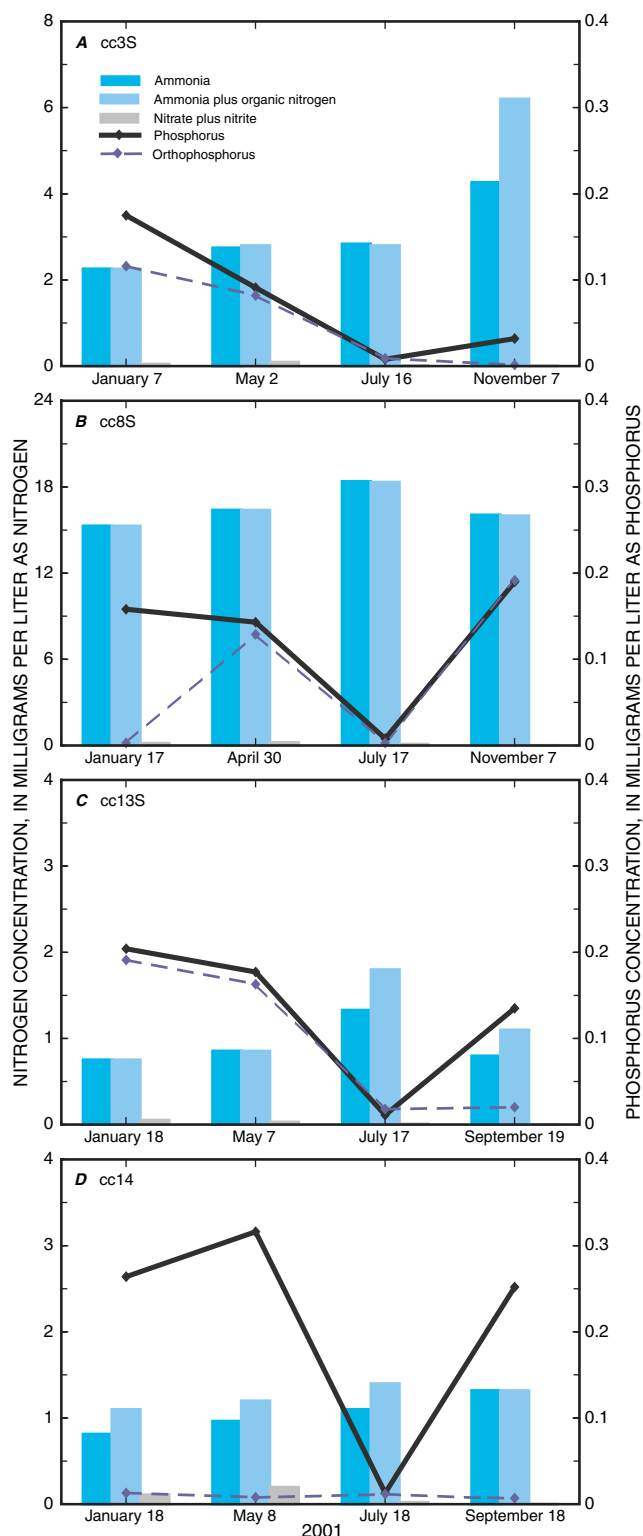 NITROGEN CONCENTRATION, IN MILLIGRAMS PER LITER AS NITROGEN
PHOSPHORUS CONCENTRATION, IN MILLIGRAMS PER LITER AS PHOSPHORUS
A cc3S
Ammonia
Ammonia plus organic nitrogen
Nitrate plus nitrite
Phosphorus
Orthophosphorus
8
6
4
2
0
0.4
0.3
0.2
0.1
0
January 7 May 2 July 16 November 7
B cc8S
24
18
12
6
0
0.4
0.3
0.2
0.1
0
January 17 April 30 July 17 November 7
C cc13S
4
3
2
1
0
0.4
0.3
0.2
0.1
0
January 18 May 7 July 17 September 19
D cc14
4
3
2
1
0
0.4
0.3
0.2
0.1
0
January 18 May 8 July 18 September 18
2001